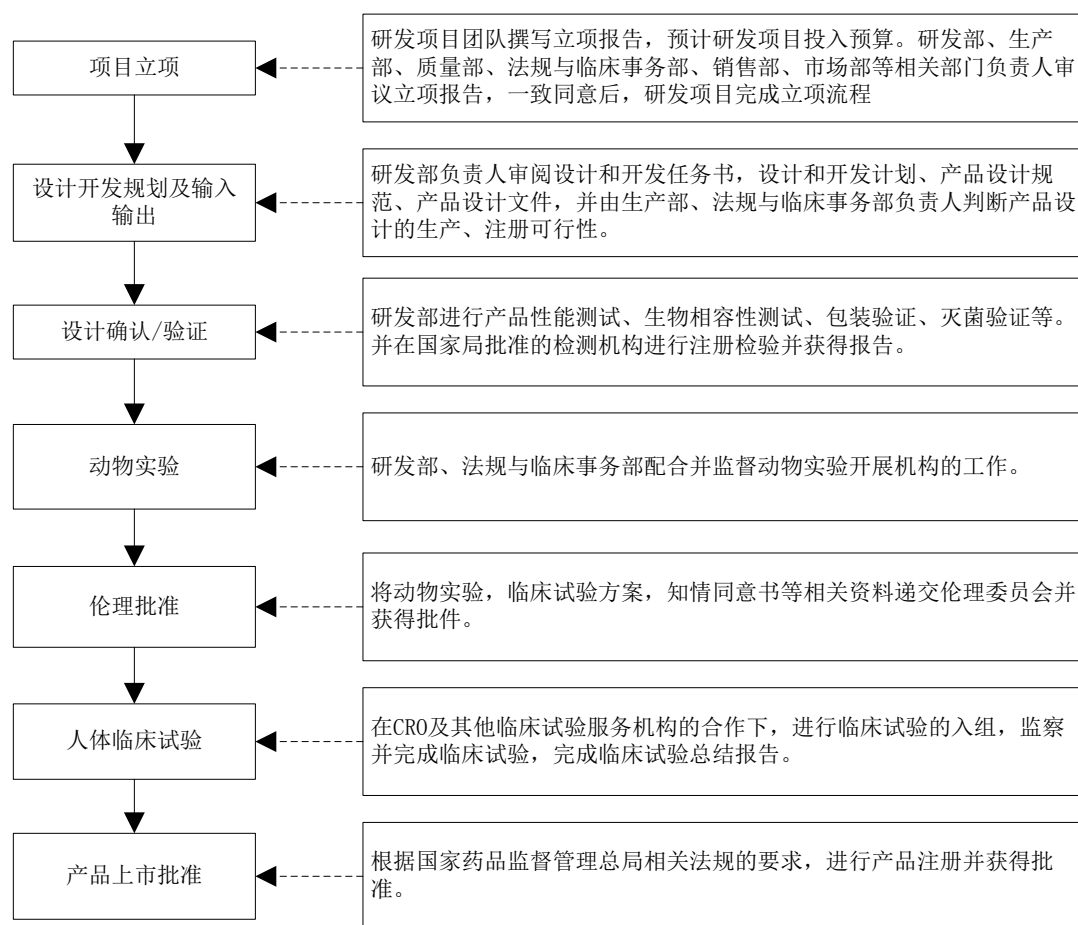 项目立项
研发项目团队撰写立项报告，预计研发项目投入预算。研发部、生产
部、质量部、法规与临床事务部、销售部、市场部等相关部门负责人审
议立项报告，一致同意后，研发项目完成立项流程
设计开发规划及输入
输出
研发部负责人审阅设计和开发任务书，设计和开发计划、产品设计规
范、产品设计文件，并由生产部、法规与临床事务部负责人判断产品设
计的生产、注册可行性。
设计确认/验证
研发部进行产品性能测试、生物相容性测试、包装验证、灭菌验证等。
并在国家局批准的检测机构进行注册检验并获得报告。
动物实验
研发部、法规与临床事务部配合并监督动物实验开展机构的工作。
伦理批准
将动物实验，临床试验方案，知情同意书等相关资料递交伦理委员会并
获得批件。
人体临床试验
在CRO及其他临床试验服务机构的合作下，进行临床试验的入组，监察
并完成临床试验，完成临床试验总结报告。
产品上市批准
根据国家药品监督管理总局相关法规的要求，进行产品注册并获得批
准。